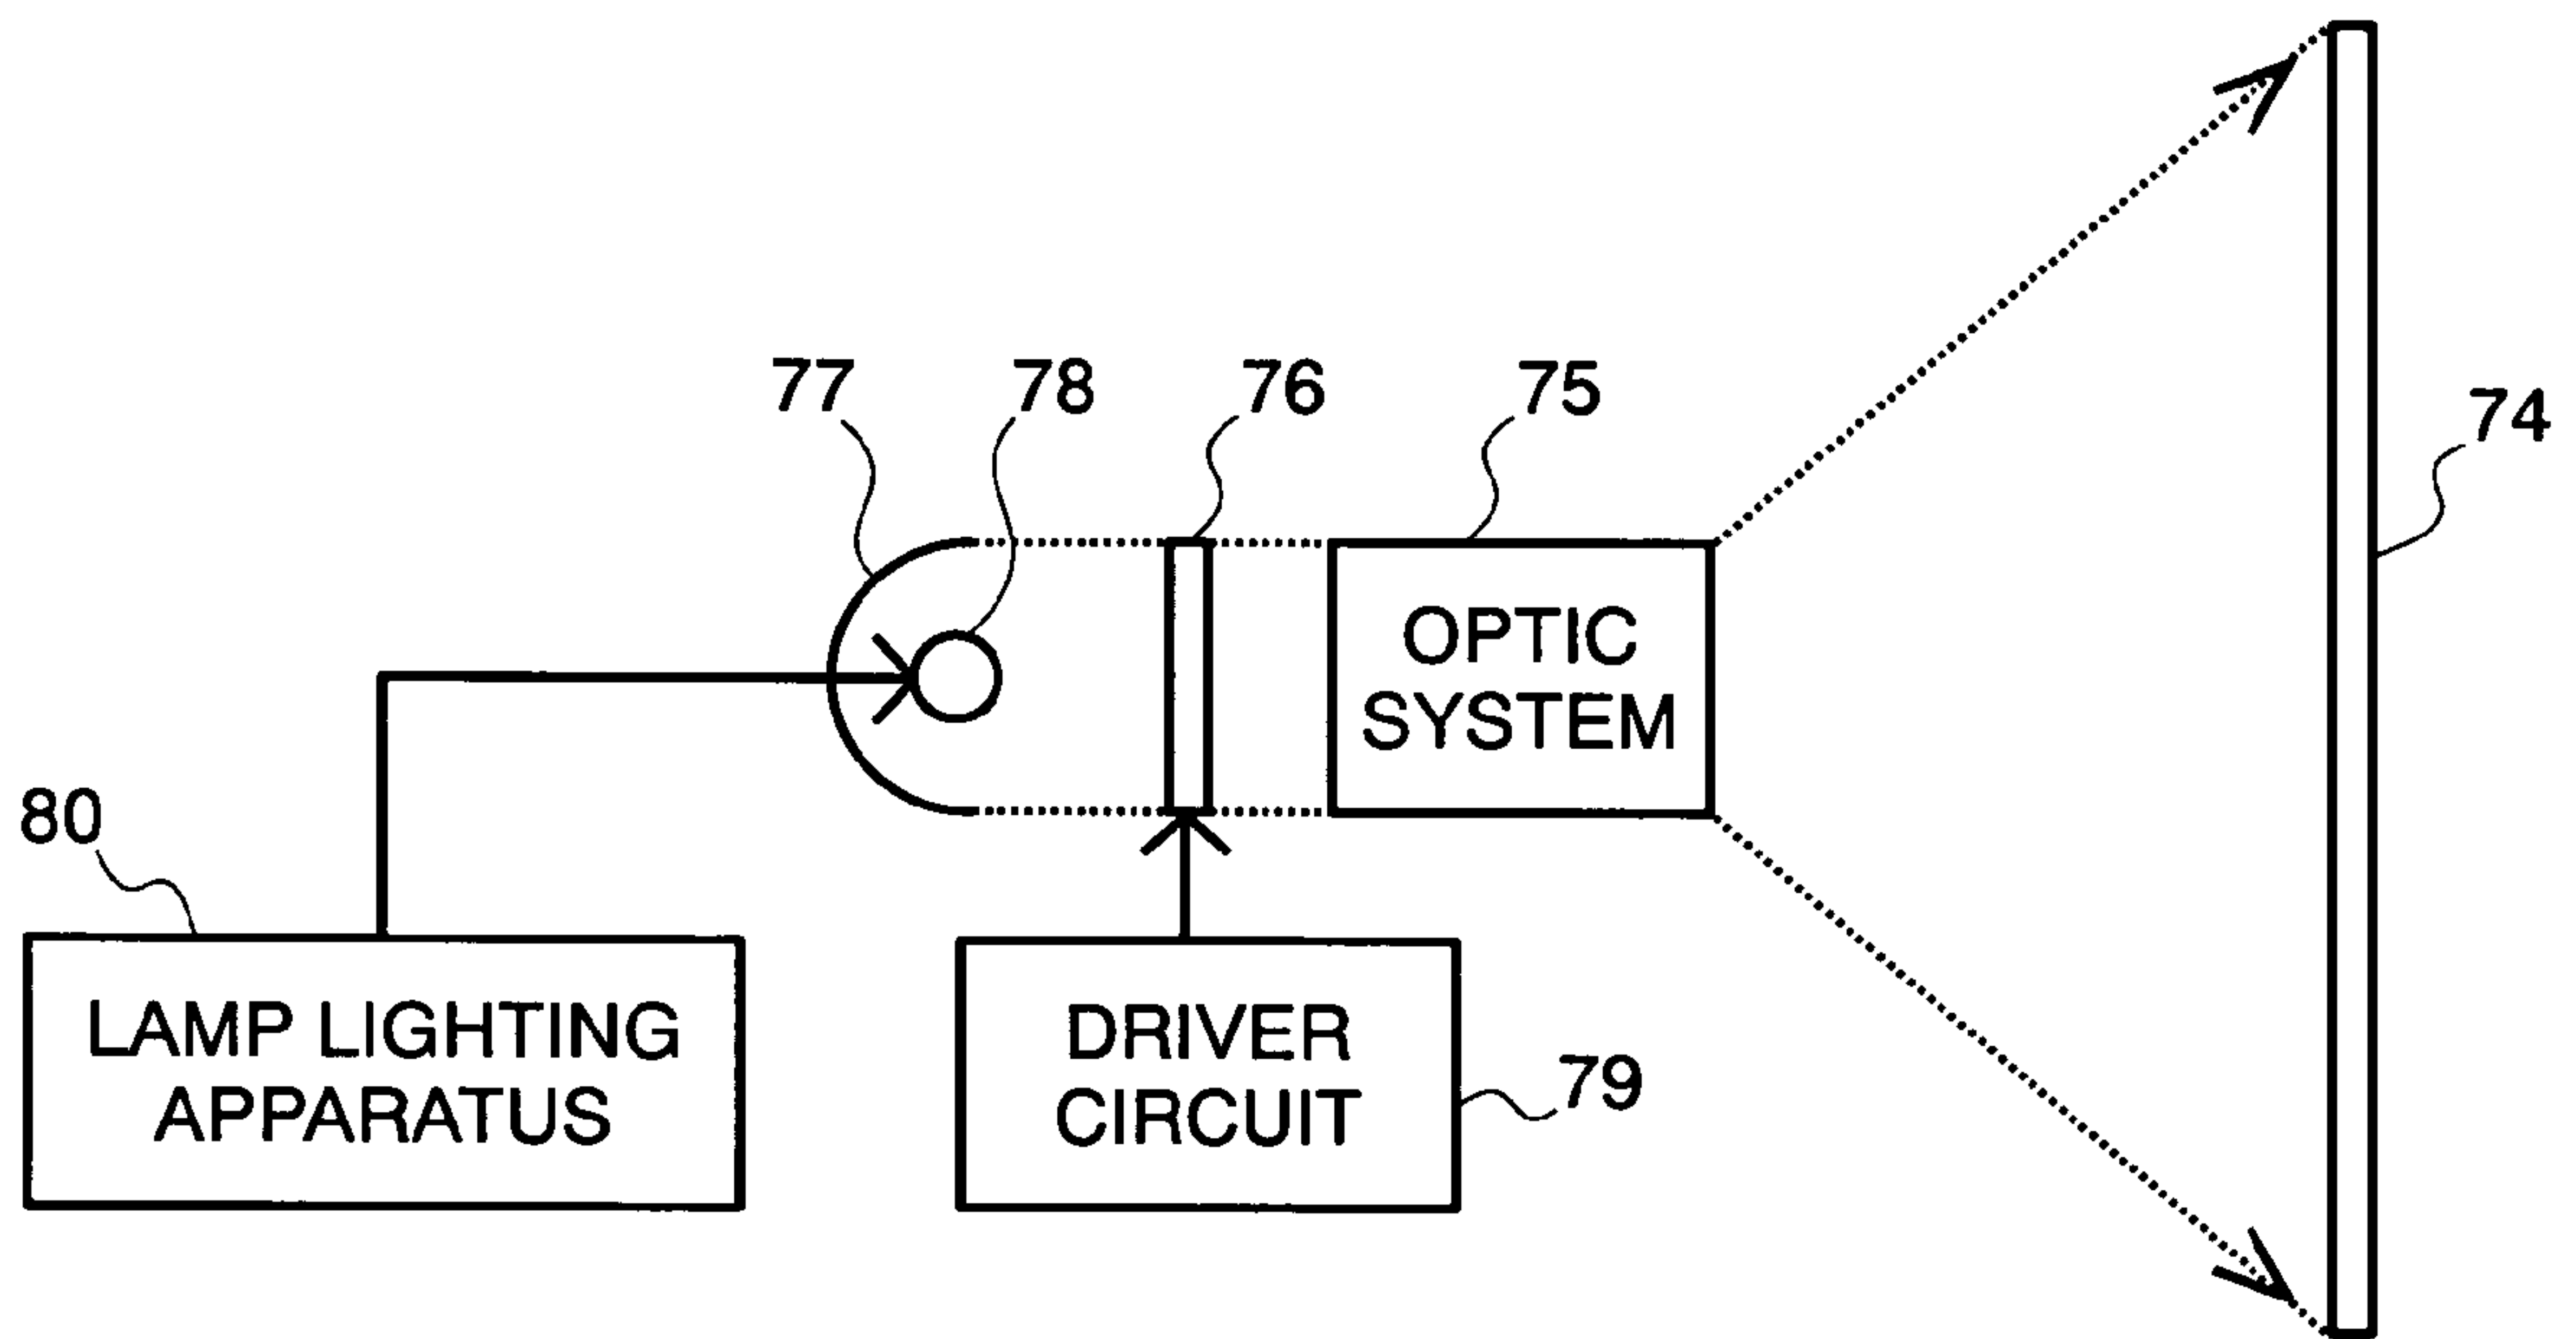 77
78
76
75
74
OPTIC
SYSTEM
80
LAMP LIGHTING
APPARATUS
DRIVER
CIRCUIT
79